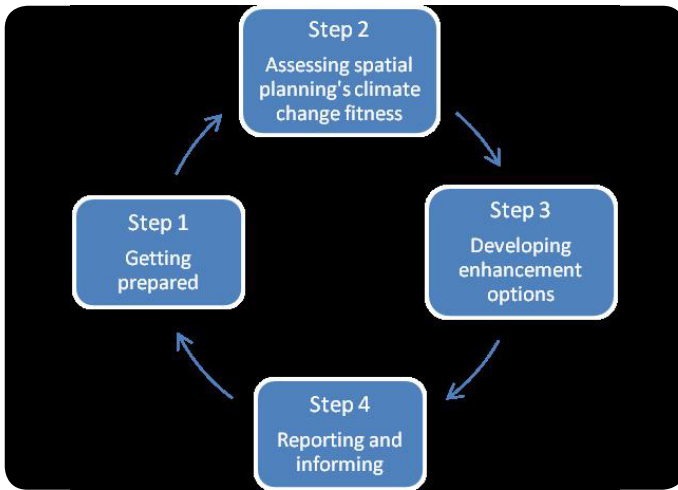 Step 1
Getting
prepared
Step 2
Assessing spatial
planning's climate
change fitness
Step 3
Developing
enhancement
options
Step 4
Reporting and
informing